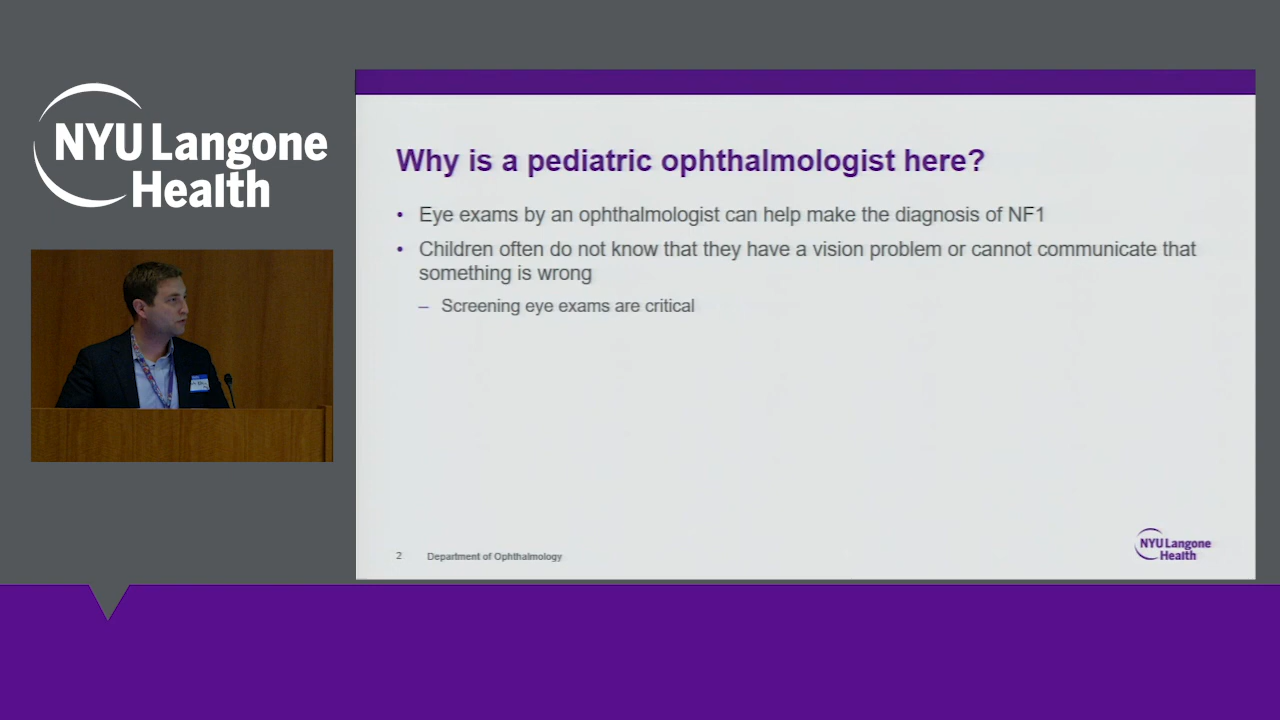 NYU Langone
Health
Why is a pediatric ophthalmologist here?
• Eye exams by an ophthalmologist can help make the diagnosis of NF1
• Children often do not know that they have a vision problem or cannot communicate that
something is wrong
– Screening eye exams are critical
2 Department of Ophthalmology
NYU Langone
Health